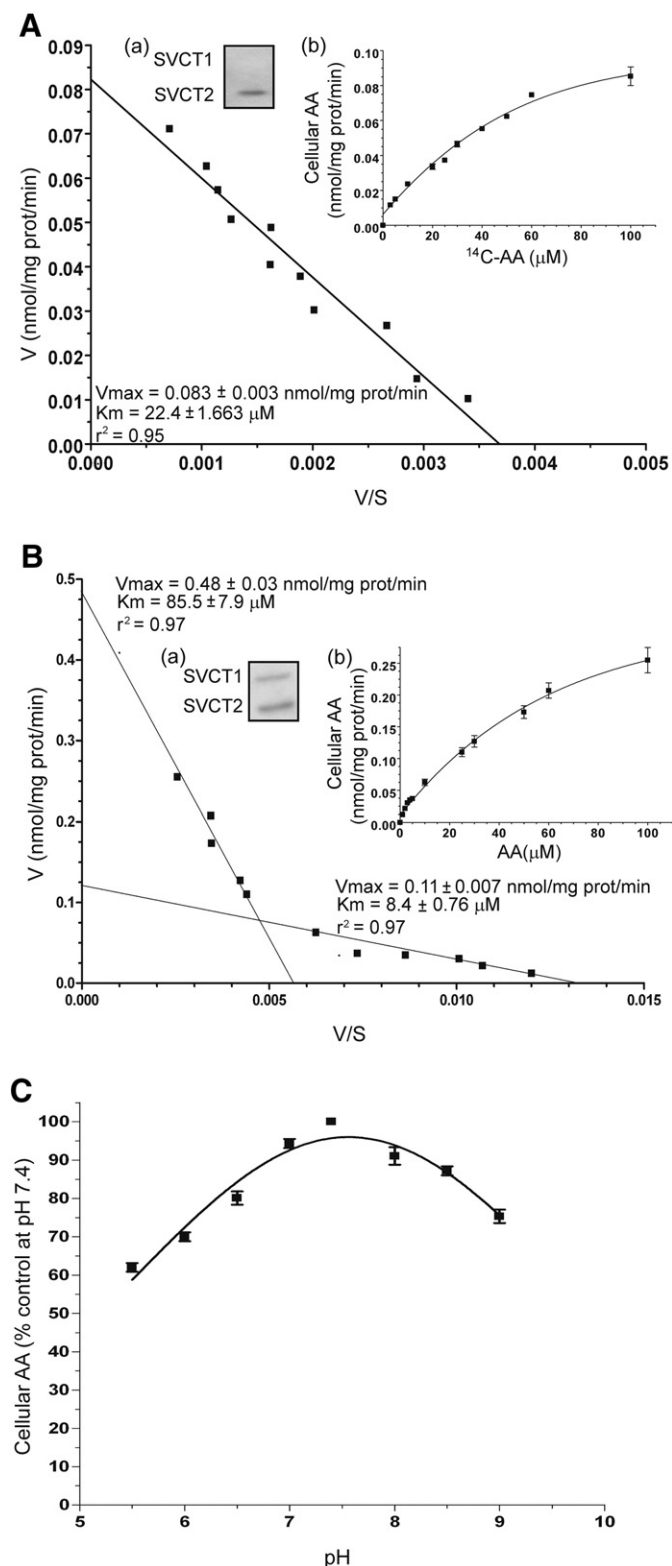 A
V (nmol/mg prot/min)
0.09
0.08
0.07
0.06
0.05
0.04
0.03
0.02
0.01
0.00
(a)
SVCT1
SVCT2
(b)
Cellular AA
(nmol/mg prot/min)
0.10
0.08
0.06
0.04
0.02
0.00
20 40 60 80 100
14C-AA (μM)
Vmax = 0.083 ± 0.003 nmol/mg prot/min
Km = 22.4 ± 1.663 μM
r2 = 0.95
0.000 0.001 0.002 0.003 0.004 0.005
V/S
B
V (nmol/mg prot/min)
0.5
0.4
0.3
0.2
0.1
0.0
Vmax = 0.48 ± 0.03 nmol/mg prot/min
Km = 85.5 ± 7.9 μM
r2 = 0.97
(a)
SVCT1
SVCT2
(b)
Cellular AA
(nmol/mg prot/min)
0.25
0.20
0.15
0.10
0.05
0.00
0 20 40 60 80 100
AA(μM)
Vmax = 0.11 ± 0.007 nmol/mg prot/min
Km = 8.4 ± 0.76 μM
r2 = 0.97
0.000 0.005 0.010 0.015
V/S
C
Cellular AA (% control at pH 7.4)
100
90
80
70
60
50
40
30
20
10
0
5 6 7 8 9 10
pH